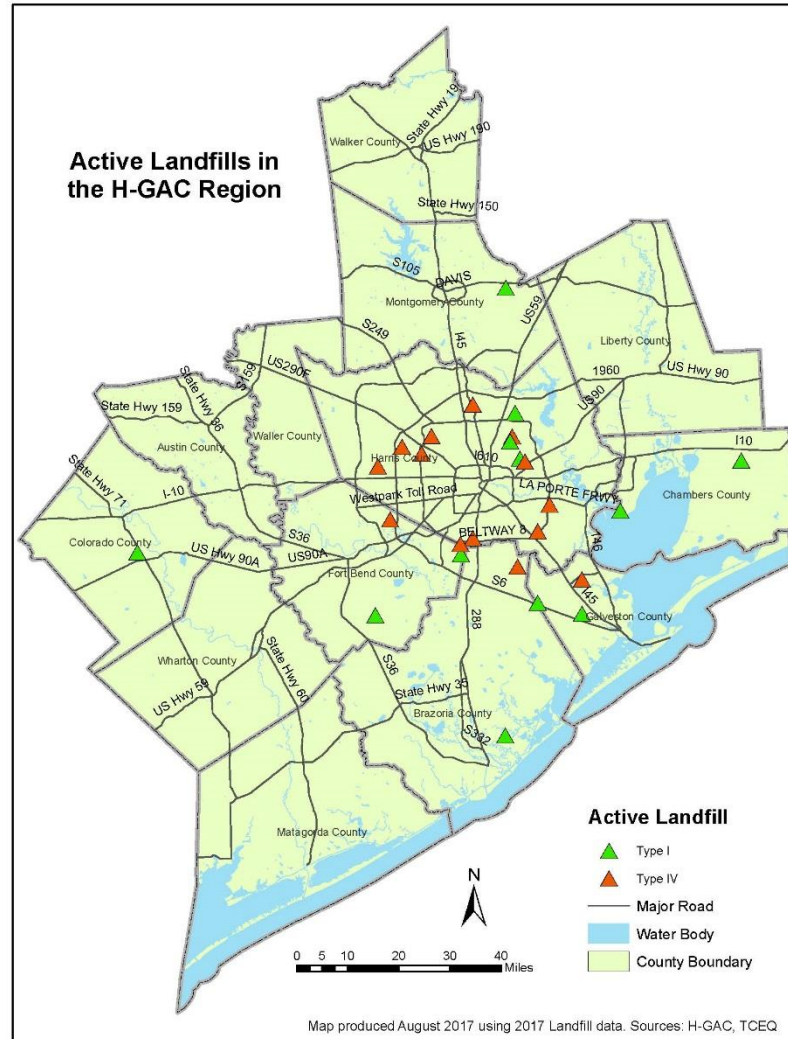 Active Landfills in
the H-GAC Region
Walker County
State Hwy 19
US Hwy 190
State Hwy 150
S105
DAVIS
Montgomery County
US59
I45
S249
Liberty County
US Hwy 90
1960
US90
US290F
S159
State Hwy 36
State Hwy 159
Austin County
Waller County
Harris County
I610
I10
Chambers County
LA PORTE FRWY
Westpark Toll Road
I-10
State Hwy 71
Colorado County
US Hwy 90A
S36
US90A
BELTWAY 8
Fort Bend County
S6
I45
Galveston County
288
Wharton County
State Hwy 60
US Hwy 59
S36
State Hwy 35
Brazoria County
S332
Matagorda County
Active Landfill
Type I
Type IV
Major Road
Water Body
County Boundary
N
0 5 10 20 30 40
Miles
Map produced August 2017 using 2017 Landfill data. Sources: H-GAC, TCEQ